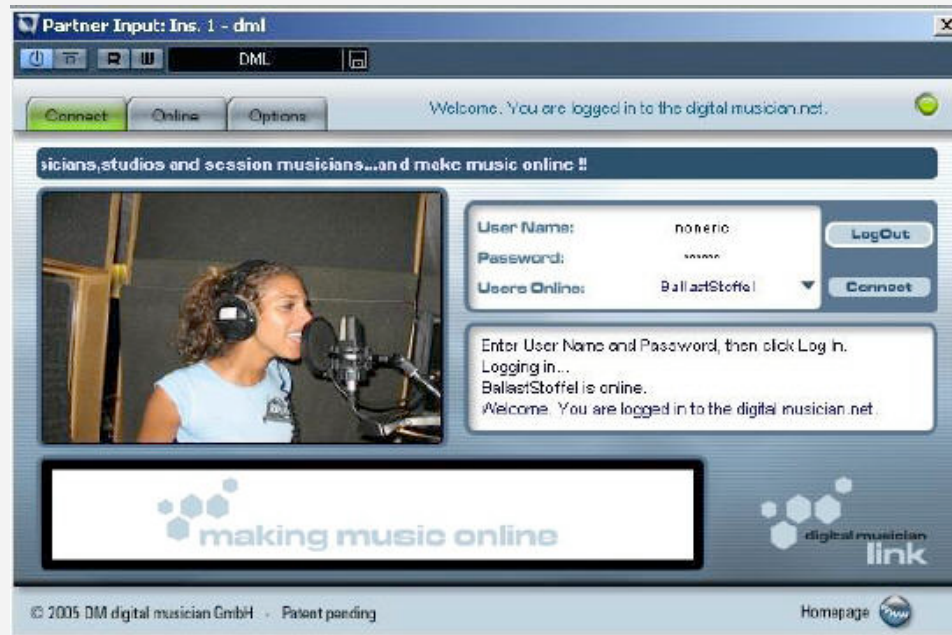 Partner Input: Ins. 1 - dml
R W DML
Connect Online Options
Welcome. You are logged in to the digital musician.net.
sicians,studios and session musicians...and make music online !!
User Name: noneric LogOut
Password: ******
Users Online: BallastStoffel Connect
Enter User Name and Password, then click Log In.
Logging in...
BallastStoffel is online.
Welcome. You are logged in to the digital musician.net.
making music online
digital musician
link
© 2005 DM digital musician GmbH - Patent pending
Homepage